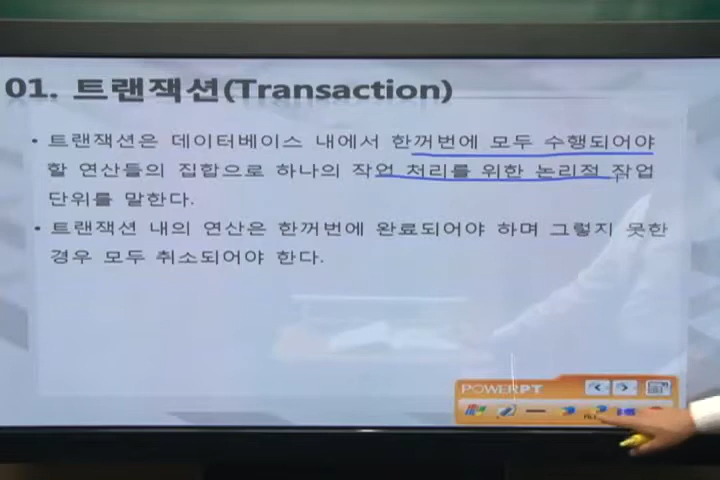 01. 트랜잭션(Transaction)
• 트랜잭션은 데이터베이스 내에서 한꺼번에 모두 수행되어야
할 연산들의 집합으로 하나의 작업 처리를 위한 논리적 작업
단위를 말한다.
• 트랜잭션 내의 연산은 한꺼번에 완료되어야 하며 그렇지 못한
경우 모두 취소되어야 한다.
POWERPT